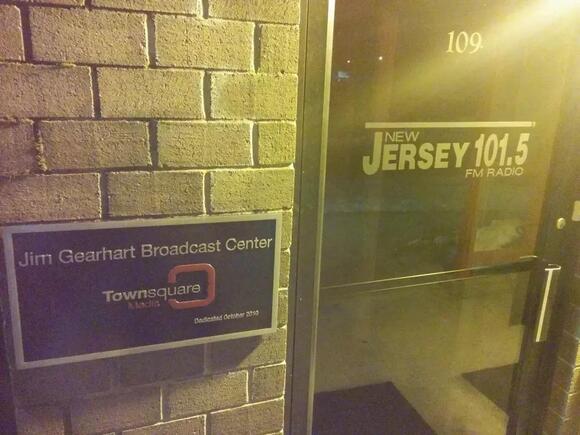 Jim Gearhart Broadcast Center
Townsquare
Media
Dedicated October 2010
109
NEW
JERSEY 101.5
FM RADIO